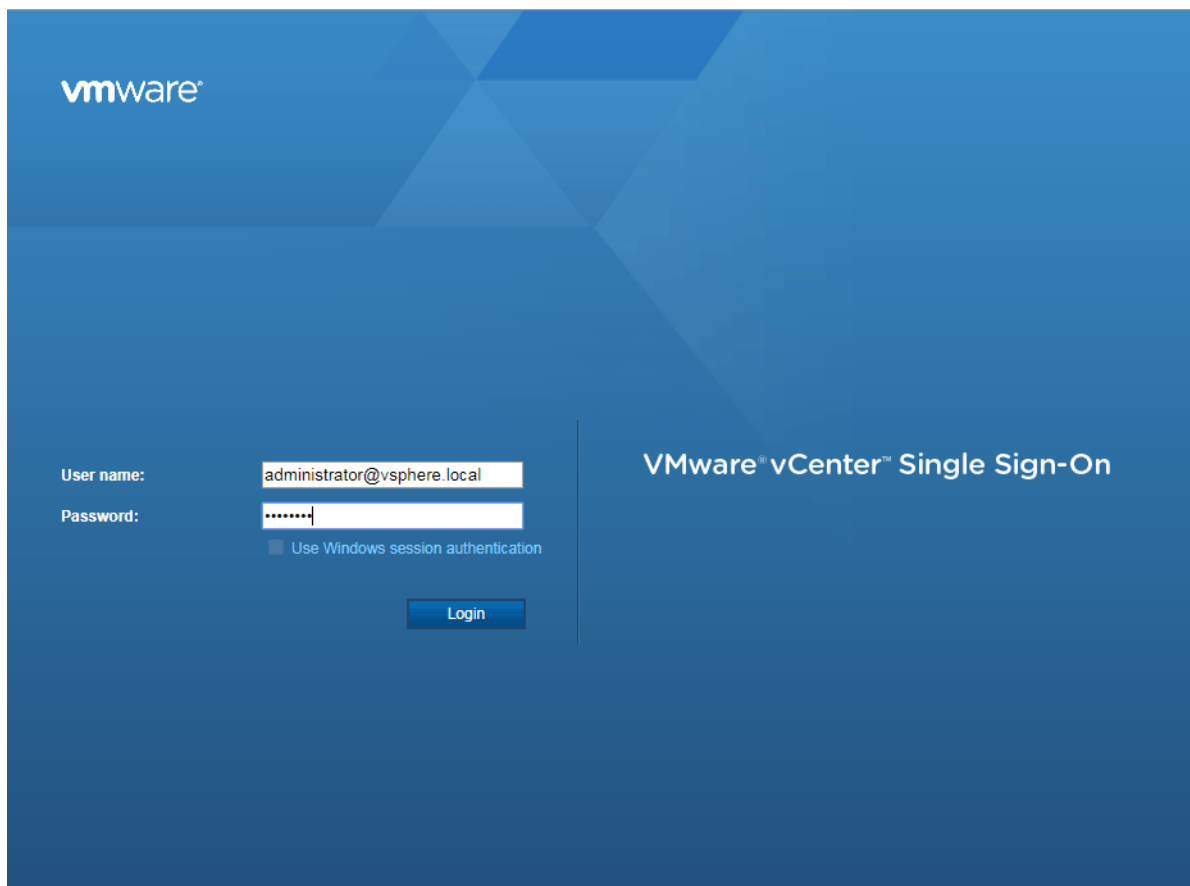 vmware®
User name:
administrator@vsphere.local
Password:
••••••••
Use Windows session authentication
Login
VMware® vCenter™ Single Sign-On